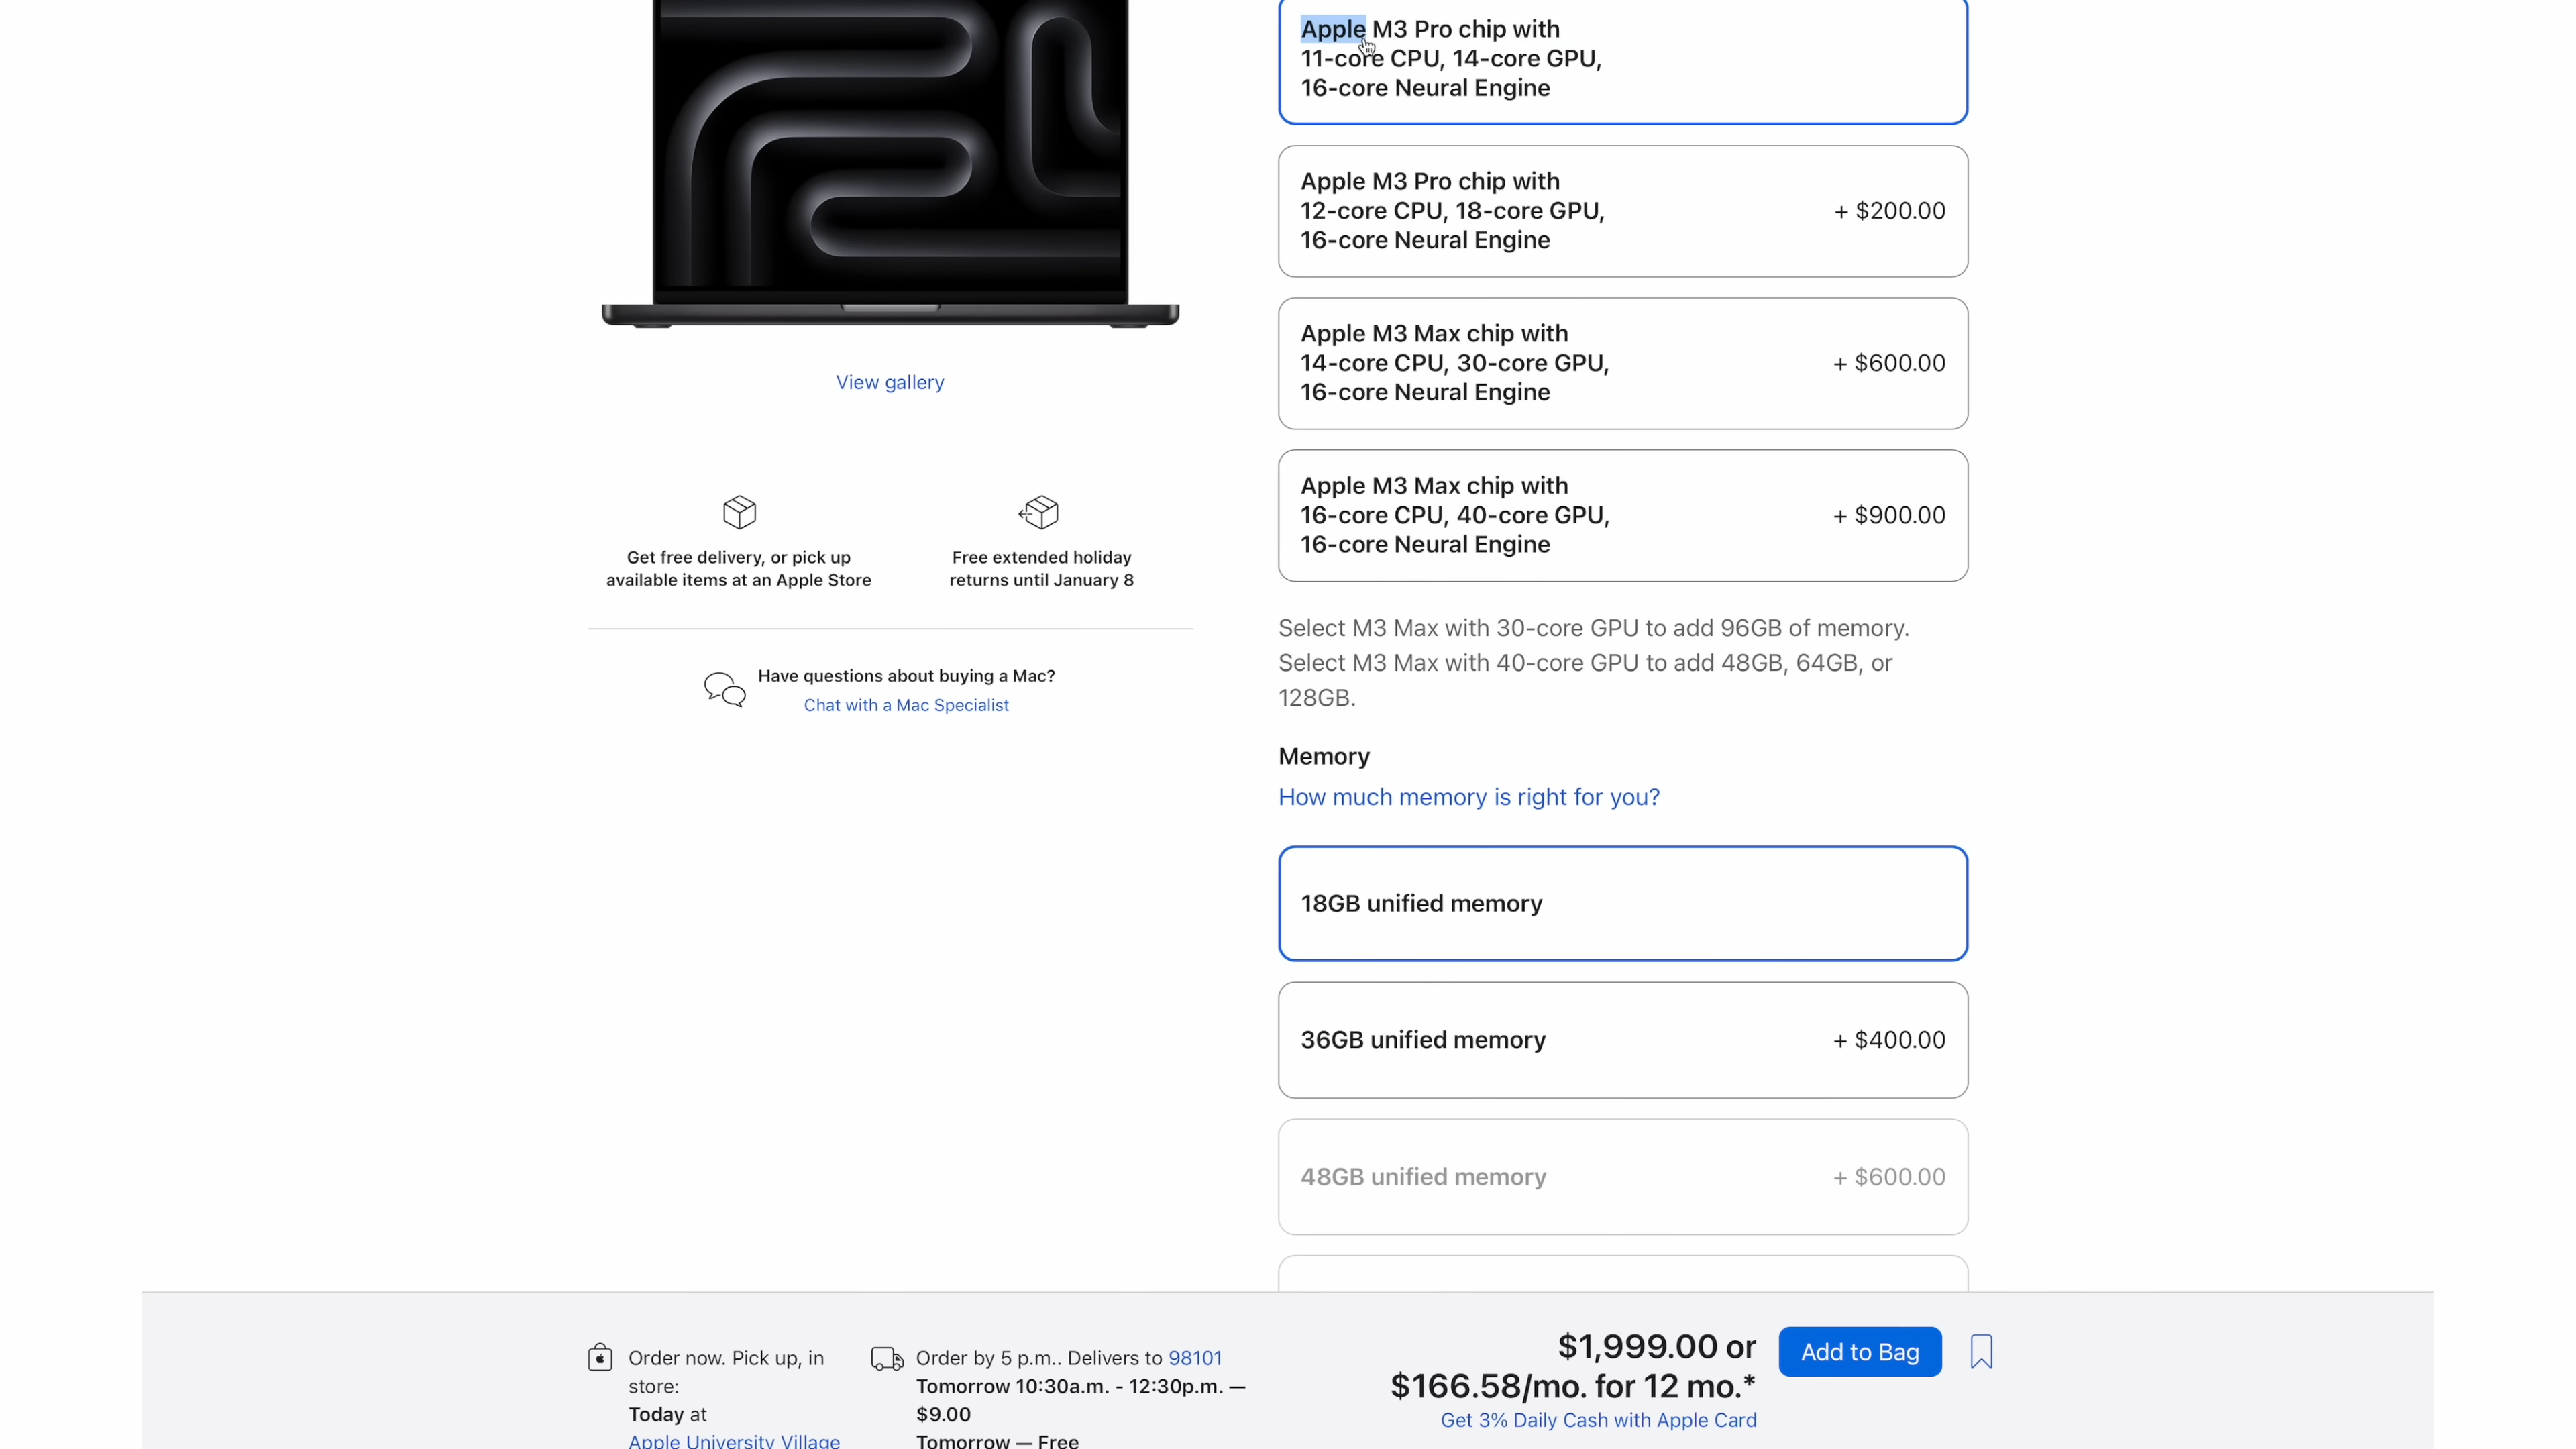 Apple M3 Pro chip with
11-core CPU, 14-core GPU,
16-core Neural Engine
Apple M3 Pro chip with
12-core CPU, 18-core GPU,
16-core Neural Engine
+ $200.00
Apple M3 Max chip with
14-core CPU, 30-core GPU,
16-core Neural Engine
+ $600.00
Apple M3 Max chip with
16-core CPU, 40-core GPU,
16-core Neural Engine
+ $900.00
Select M3 Max with 30-core GPU to add 96GB of memory.
Select M3 Max with 40-core GPU to add 48GB, 64GB, or
128GB.
Memory
How much memory is right for you?
18GB unified memory
36GB unified memory
+ $400.00
48GB unified memory
+ $600.00
View gallery
Get free delivery, or pick up
available items at an Apple Store
Free extended holiday
returns until January 8
Have questions about buying a Mac?
Chat with a Mac Specialist
Order now. Pick up, in
store:
Today at
Apple University Village
Order by 5 p.m.. Delivers to 98101
Tomorrow 10:30a.m. - 12:30p.m. —
$9.00
Tomorrow — Free
$1,999.00 or
$166.58/mo. for 12 mo.*
Get 3% Daily Cash with Apple Card
Add to Bag